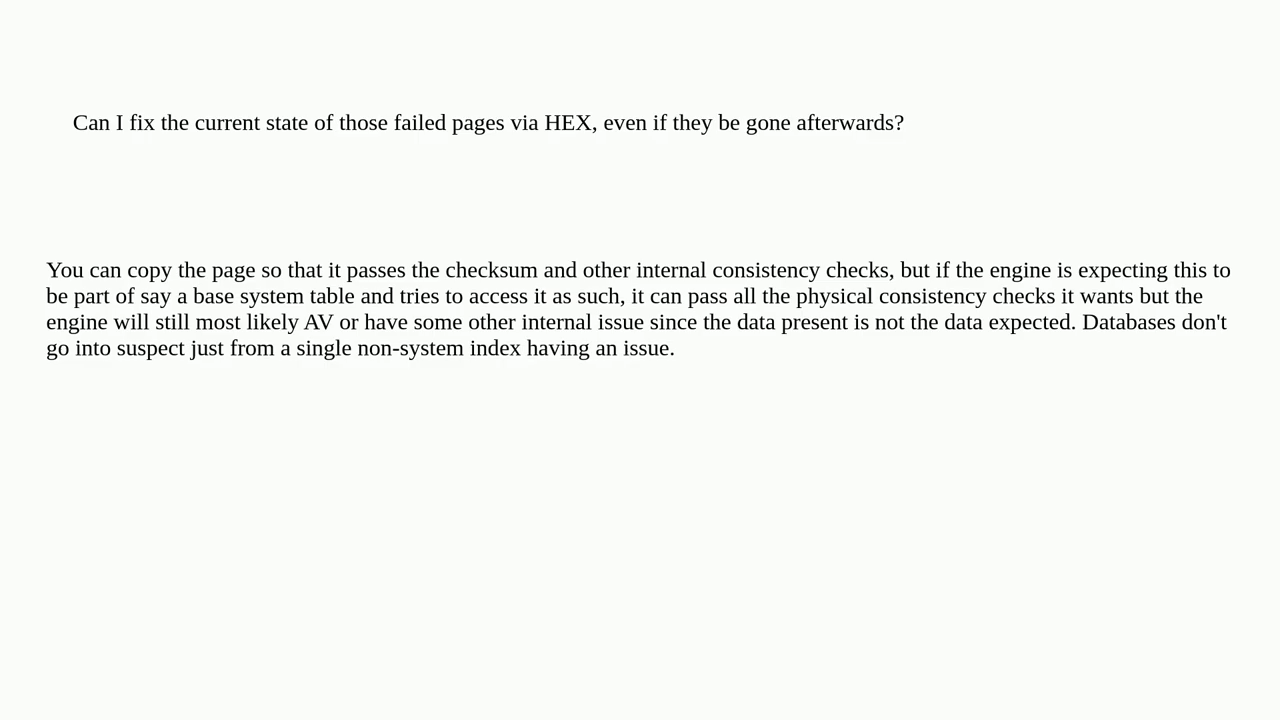 Can I fix the current state of those failed pages via HEX, even if they be gone afterwards?
You can copy the page so that it passes the checksum and other internal consistency checks, but if the engine is expecting this to
be part of say a base system table and tries to access it as such, it can pass all the physical consistency checks it wants but the
engine will still most likely AV or have some other internal issue since the data present is not the data expected. Databases don't
go into suspect just from a single non-system index having an issue.